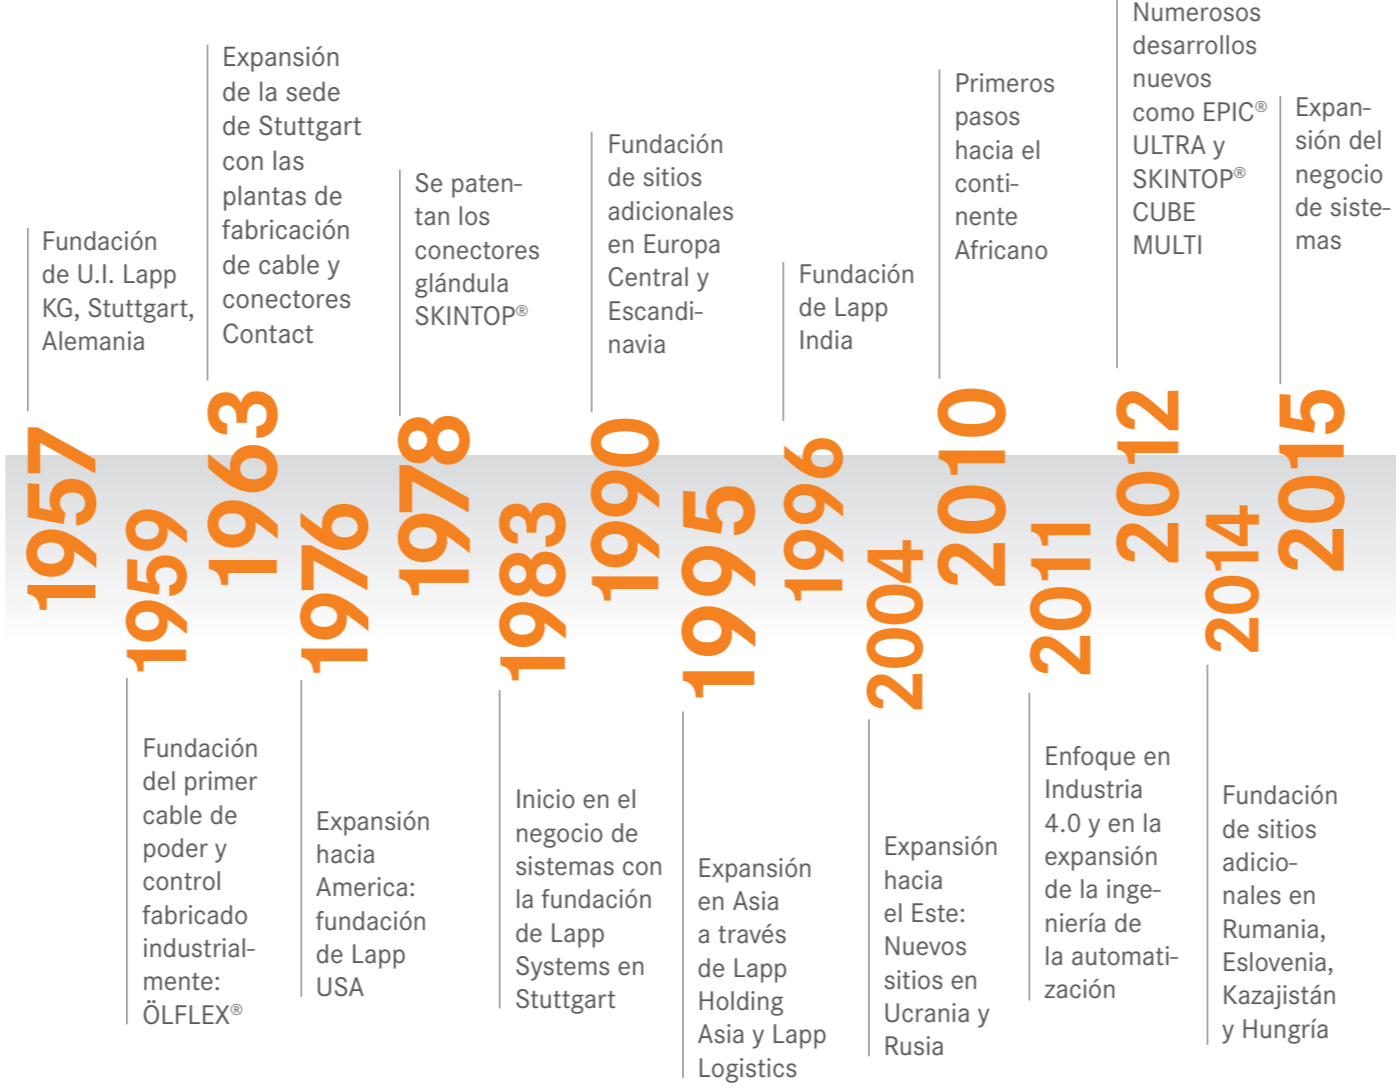 Fundación
de U.I. Lapp
KG, Stuttgart,
Alemania
1957
1959
Fundación
del primer
cable de
poder y
control
fabricado
industrial-
mente:
ÖLFLEX®
Expansión
de la sede
de Stuttgart
con las
plantas de
fabricación
de cable y
conectores
Contact
1963
1976
Expansión
hacia
America:
fundación
de Lapp
USA
Se paten-
tan los
conectores
glándula
SKINTOP®
1978
1983
Inicio en el
negocio de
sistemas con
la fundación
de Lapp
Systems en
Stuttgart
Fundación
de sitios
adicionales
en Europa
Central y
Escandi-
navia
1990
1995
Expansión
en Asia
a través
de Lapp
Holding
Asia y Lapp
Logistics
Fundación
de Lapp
India
1996
2004
Expansión
hacia
el Este:
Nuevos
sitios en
Ucrania y
Rusia
Primeros
pasos
hacia el
conti-
nente
Africano
2010
2011
Enfoque en
Industria
4.0 y en la
expansión
de la inge-
niería de
la automati-
zación
Numerosos
desarrollos
nuevos
como EPIC®
ULTRA y
SKINTOP®
CUBE
MULTI
2012
2014
Fundación
de sitios
adicio-
nales en
Rumania,
Eslovenia,
Kazajistán
y Hungría
Expan-
sión del
negocio
de siste-
mas
2015